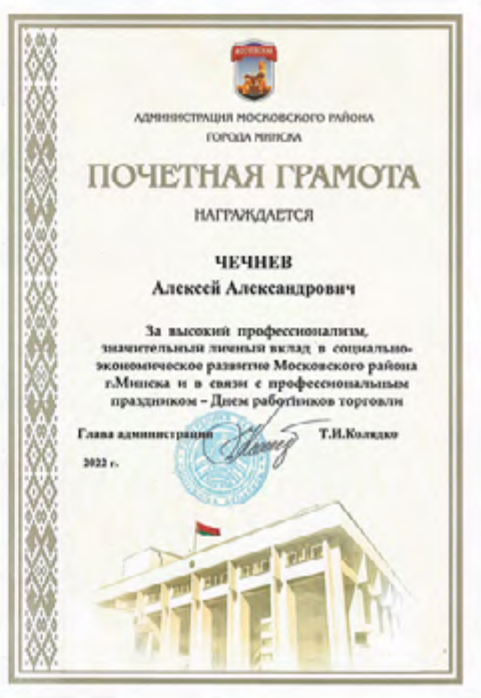 МОСКОВСКИЙ
АДМИНИСТРАЦИЯ МОСКОВСКОГО РАЙОНА
ГОРОДА МИНСКА
ПОЧЕТНАЯ ГРАМОТА
НАГРАЖДАЕТСЯ
ЧЕЧНЕВ
Алексей Александрович
За высокий профессионализм,
значительный личный вклад в социально-
экономическое развитие Московского района
г.Минска и в связи с профессиональным
праздником – Днем работников торговли
Глава администрации
Т.И.Колядко
2022 г.